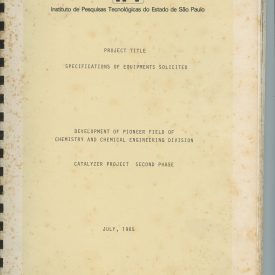 Instituto de Pesquisas Tecnológicas do Estado de São Paulo
PROJECT TITLE
SPECIFICATIONS OF EQUIPMENTS SOLICITED
DEVELOPMENT OF PIONEER FIELD OF
CHEMISTRY AND CHEMICAL ENGINEERING DIVISION
CATALYZER PROJECT SECOND PHASE
JULY, 1985